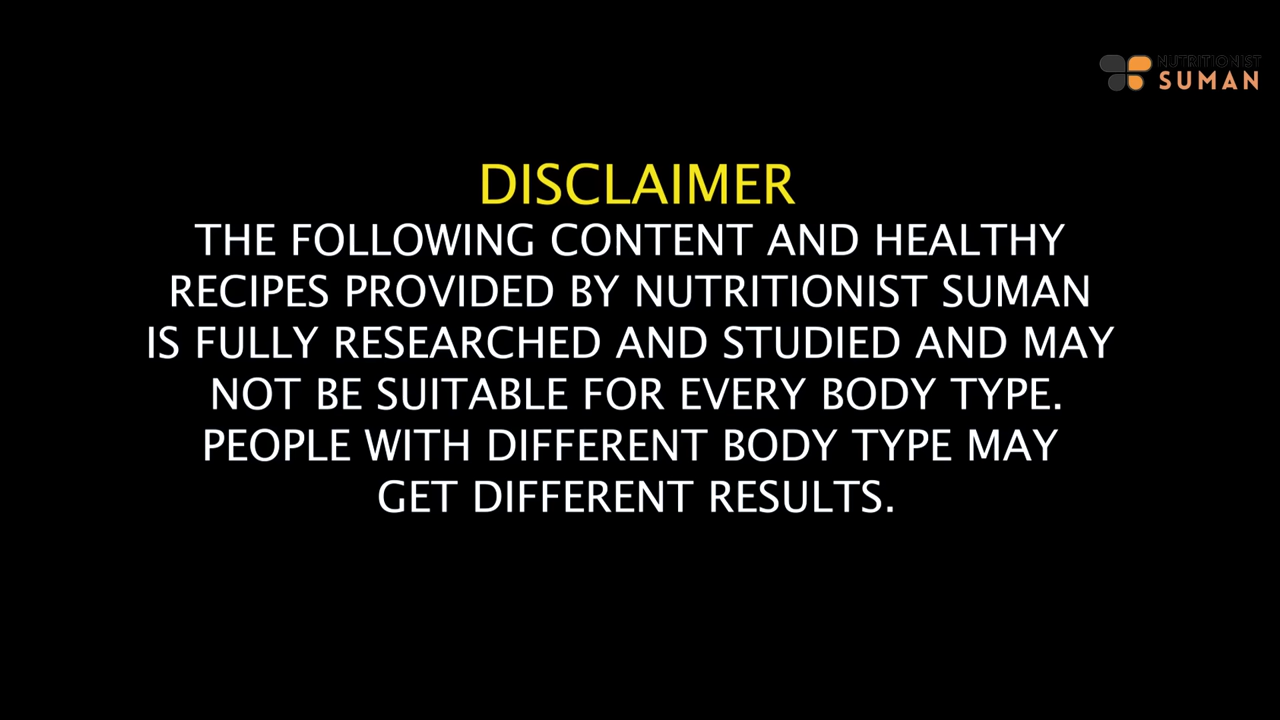 NUTRITIONIST
SUMAN
DISCLAIMER
THE FOLLOWING CONTENT AND HEALTHY
RECIPES PROVIDED BY NUTRITIONIST SUMAN
IS FULLY RESEARCHED AND STUDIED AND MAY
NOT BE SUITABLE FOR EVERY BODY TYPE.
PEOPLE WITH DIFFERENT BODY TYPE MAY
GET DIFFERENT RESULTS.